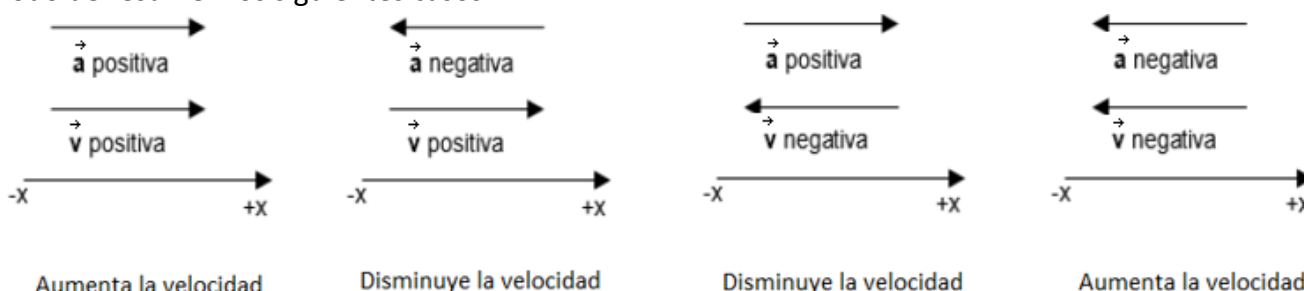 a positiva
v positiva
-X
+X
Aumenta la velocidad
a negativa
v positiva
-X
+X
Disminuye la velocidad
a positiva
v negativa
-X
+X
Disminuye la velocidad
a negativa
v negativa
-X
+X
Aumenta la velocidad